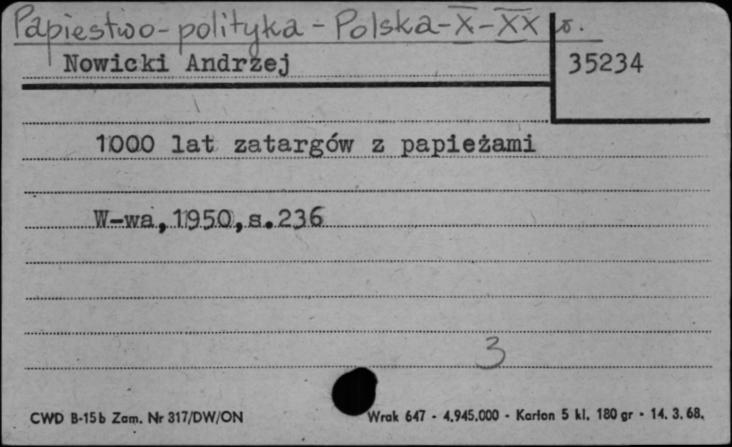 Papiestwo - polityka - Polska - X - XX w.
Nowicki Andrzej
35234
1000 lat zatargów z papieżami
W-wa, 1950, s. 236
3
CWD B-15b Zam. Nr 317/DW/ON
Wrak 647 - 4.945.000 - Karton 5 kl. 180 gr - 14. 3. 68.